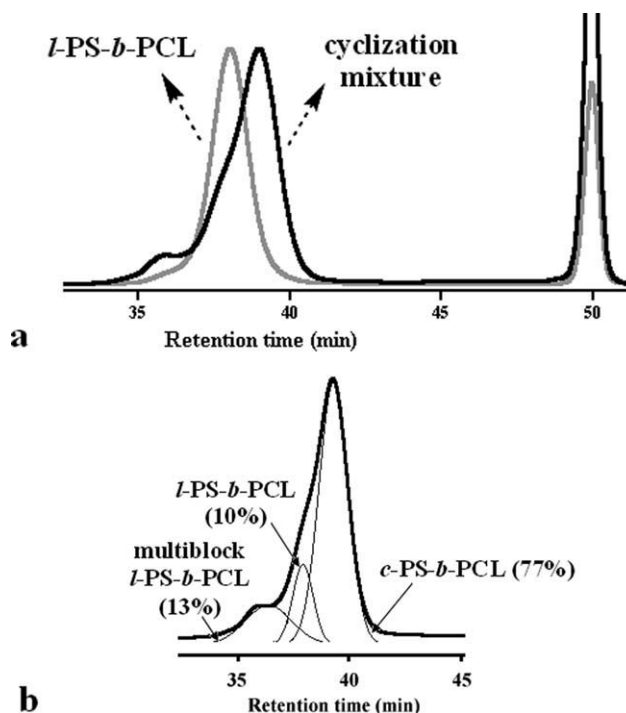 l-PS-b-PCL
cyclization
mixture
35
40
45
50
Retention time (min)
a
l-PS-b-PCL
(10%)
multiblock
l-PS-b-PCL
(13%)
c-PS-b-PCL (77%)
35
40
45
Retention time (min)
b